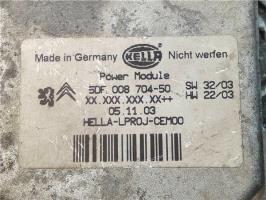 Made in Germany HELLA Nicht werfen
Power Module
5DF. 008 704-50 SW 32/03
XX.XXX.XXX.XX++ HW 22/03
05.11.03
HELLA-LPROJ-CEM00